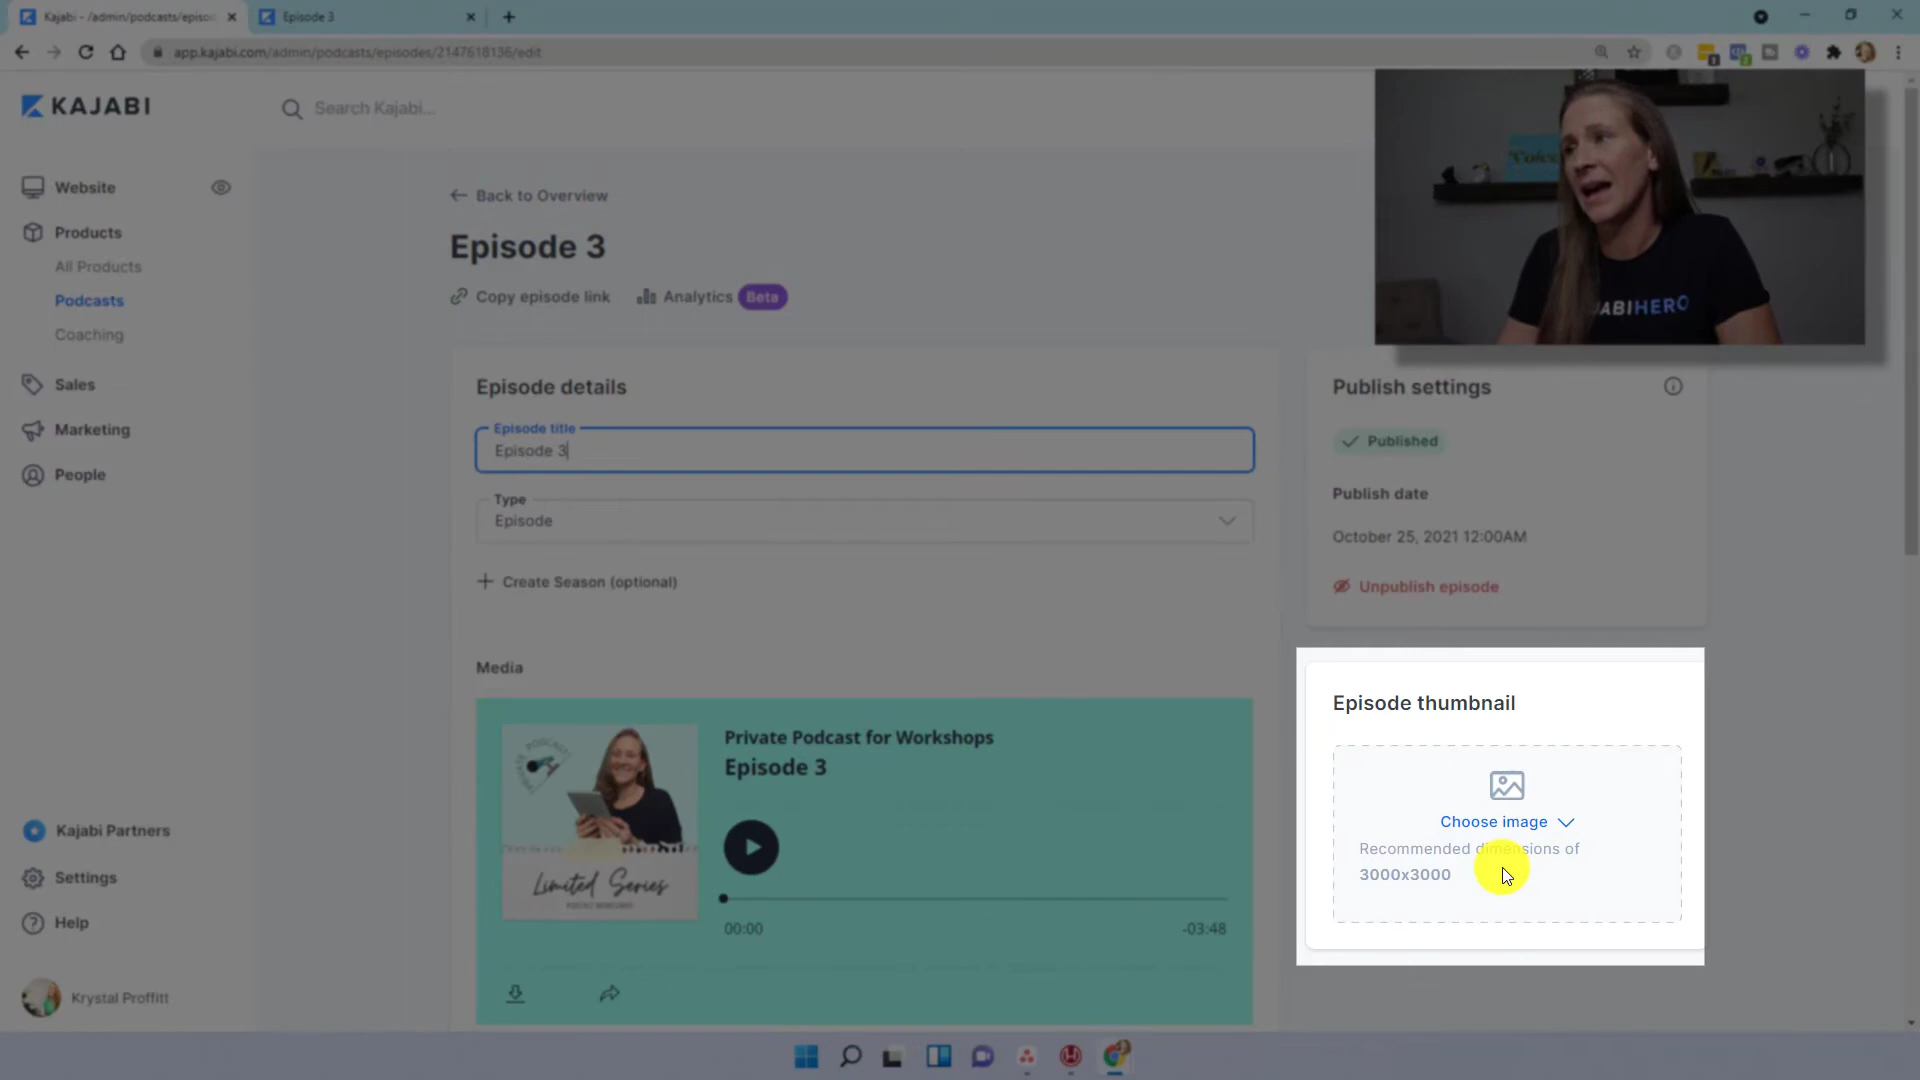 Kajabi - /admin/podcasts/episo
Episode 3
app.kajabi.com/admin/podcasts/episodes/2147618136/edit
KAJABI
Search Kajabi...
Website
Products
All Products
Podcasts
Coaching
Sales
Marketing
People
Kajabi Partners
Settings
Help
Krystal Proffitt
Back to Overview
Episode 3
Copy episode link
Analytics Beta
Episode details
Episode title
Episode 3
Type
Episode
Create Season (optional)
Media
PODCAST
Limited Series
Private Podcast for Workshops
Episode 3
00:00
-03:48
ABIHERO
Publish settings
Published
Publish date
October 25, 2021 12:00AM
Unpublish episode
Episode thumbnail
Choose image
Recommended dimensions of
3000x3000